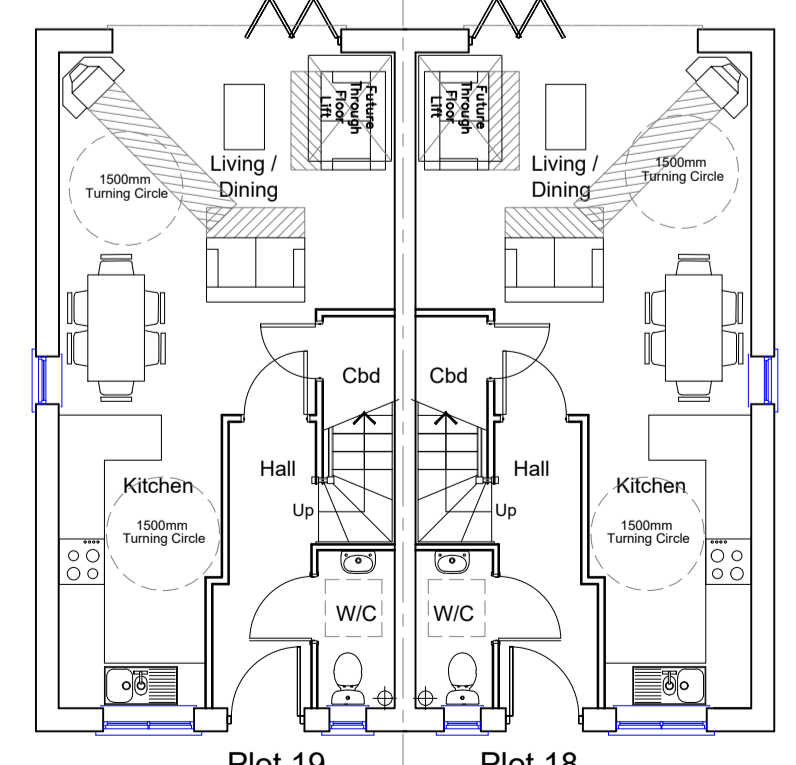 Future
Through
Floor
Lift
Future
Through
Floor
Lift
Living /
Dining
Living /
Dining
1500mm
Turning Circle
1500mm
Turning Circle
Cbd
Cbd
Hall
Hall
Kitchen
Kitchen
Up
Up
1500mm
Turning Circle
1500mm
Turning Circle
W/C
W/C
Plot 19
Plot 18